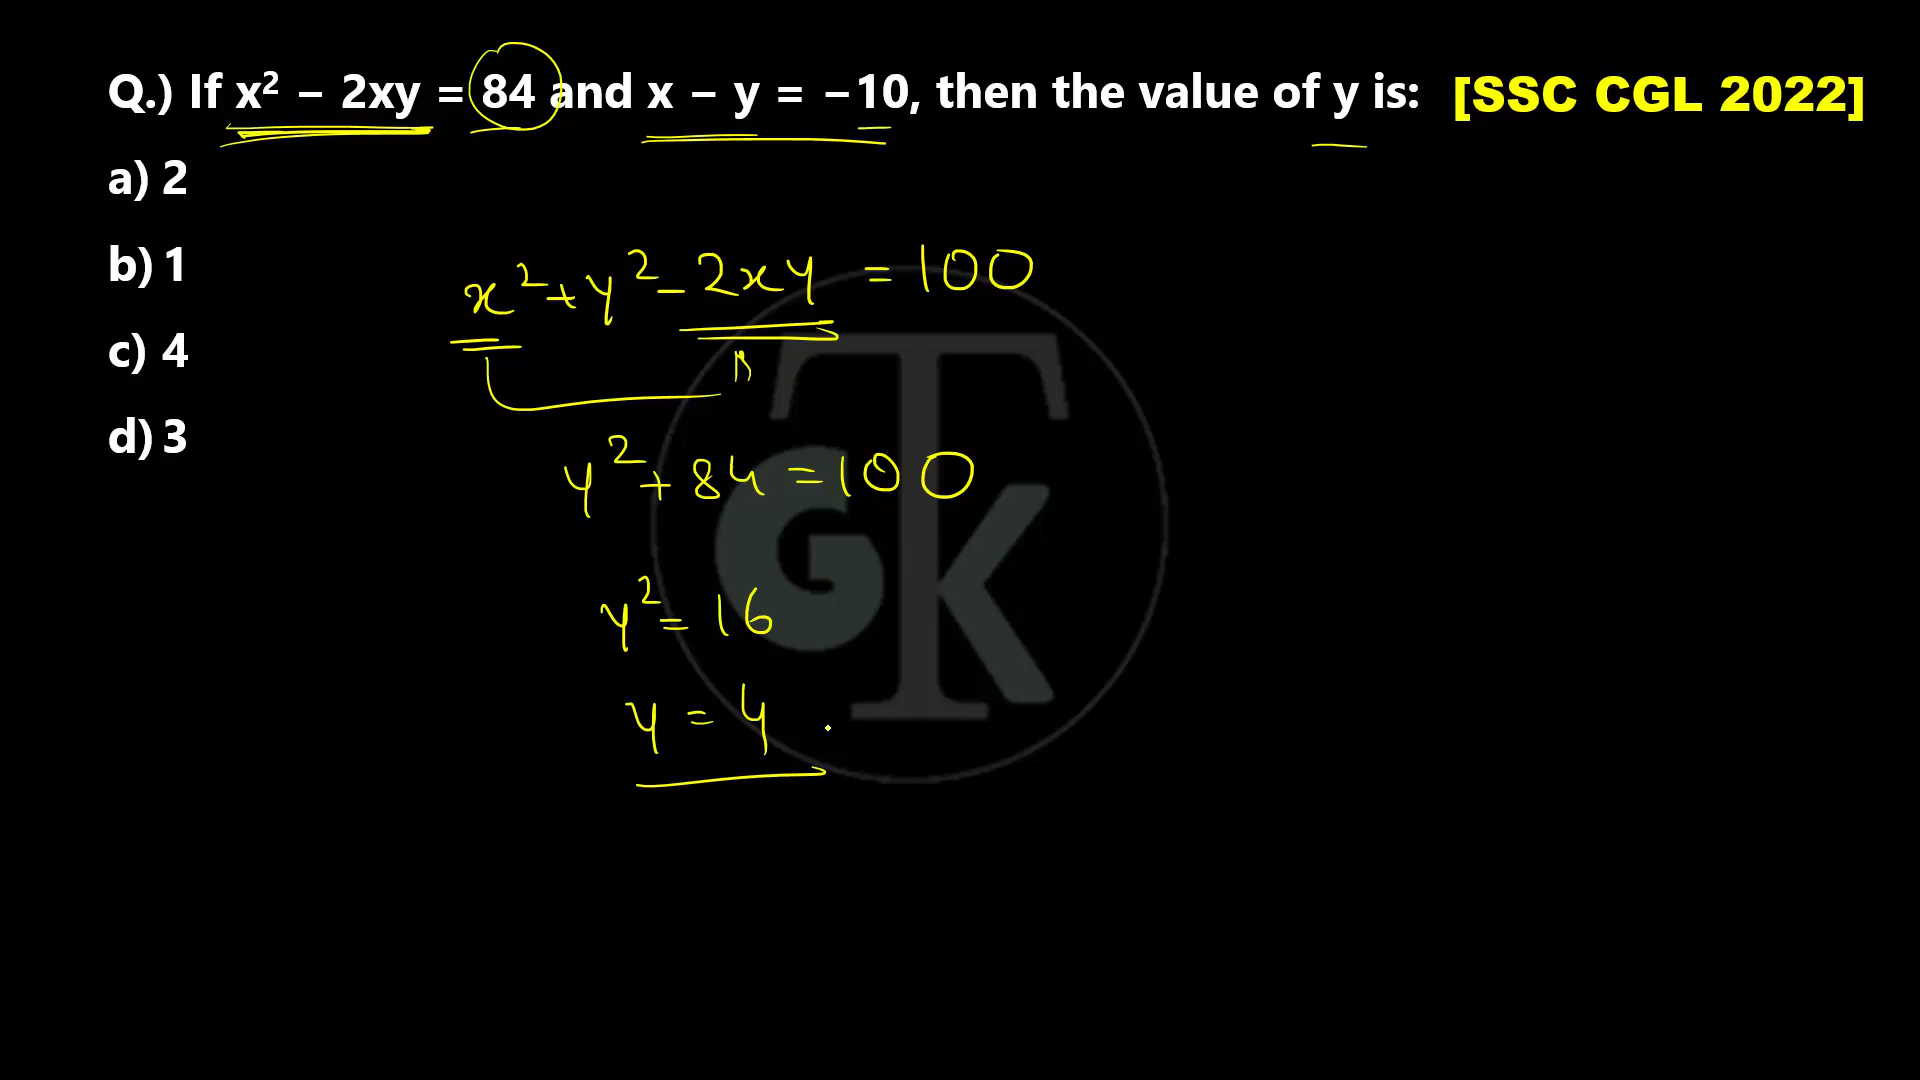 Q.) If x² − 2xy = 84 and x − y = −10, then the value of y is: [SSC CGL 2022]
a) 2
b) 1
c) 4
d) 3
x² + y² − 2xy = 100
y² + 84 = 100
y² = 16
y = 4
GTK